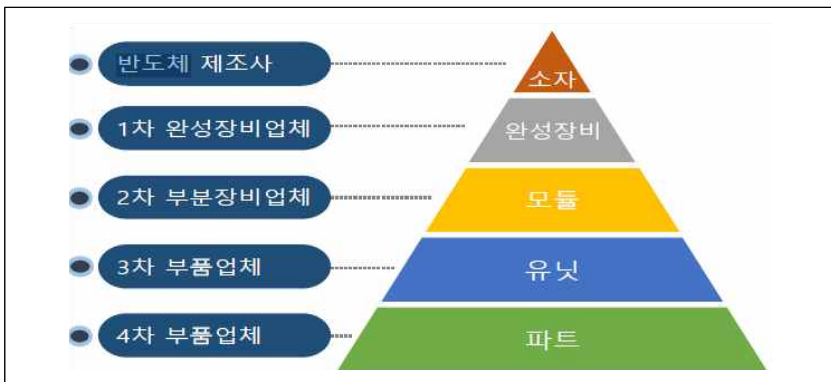 반도체 제조사
소자
1차 완성장비업체
완성장비
2차 부분장비업체
모듈
3차 부품업체
유닛
4차 부품업체
파트